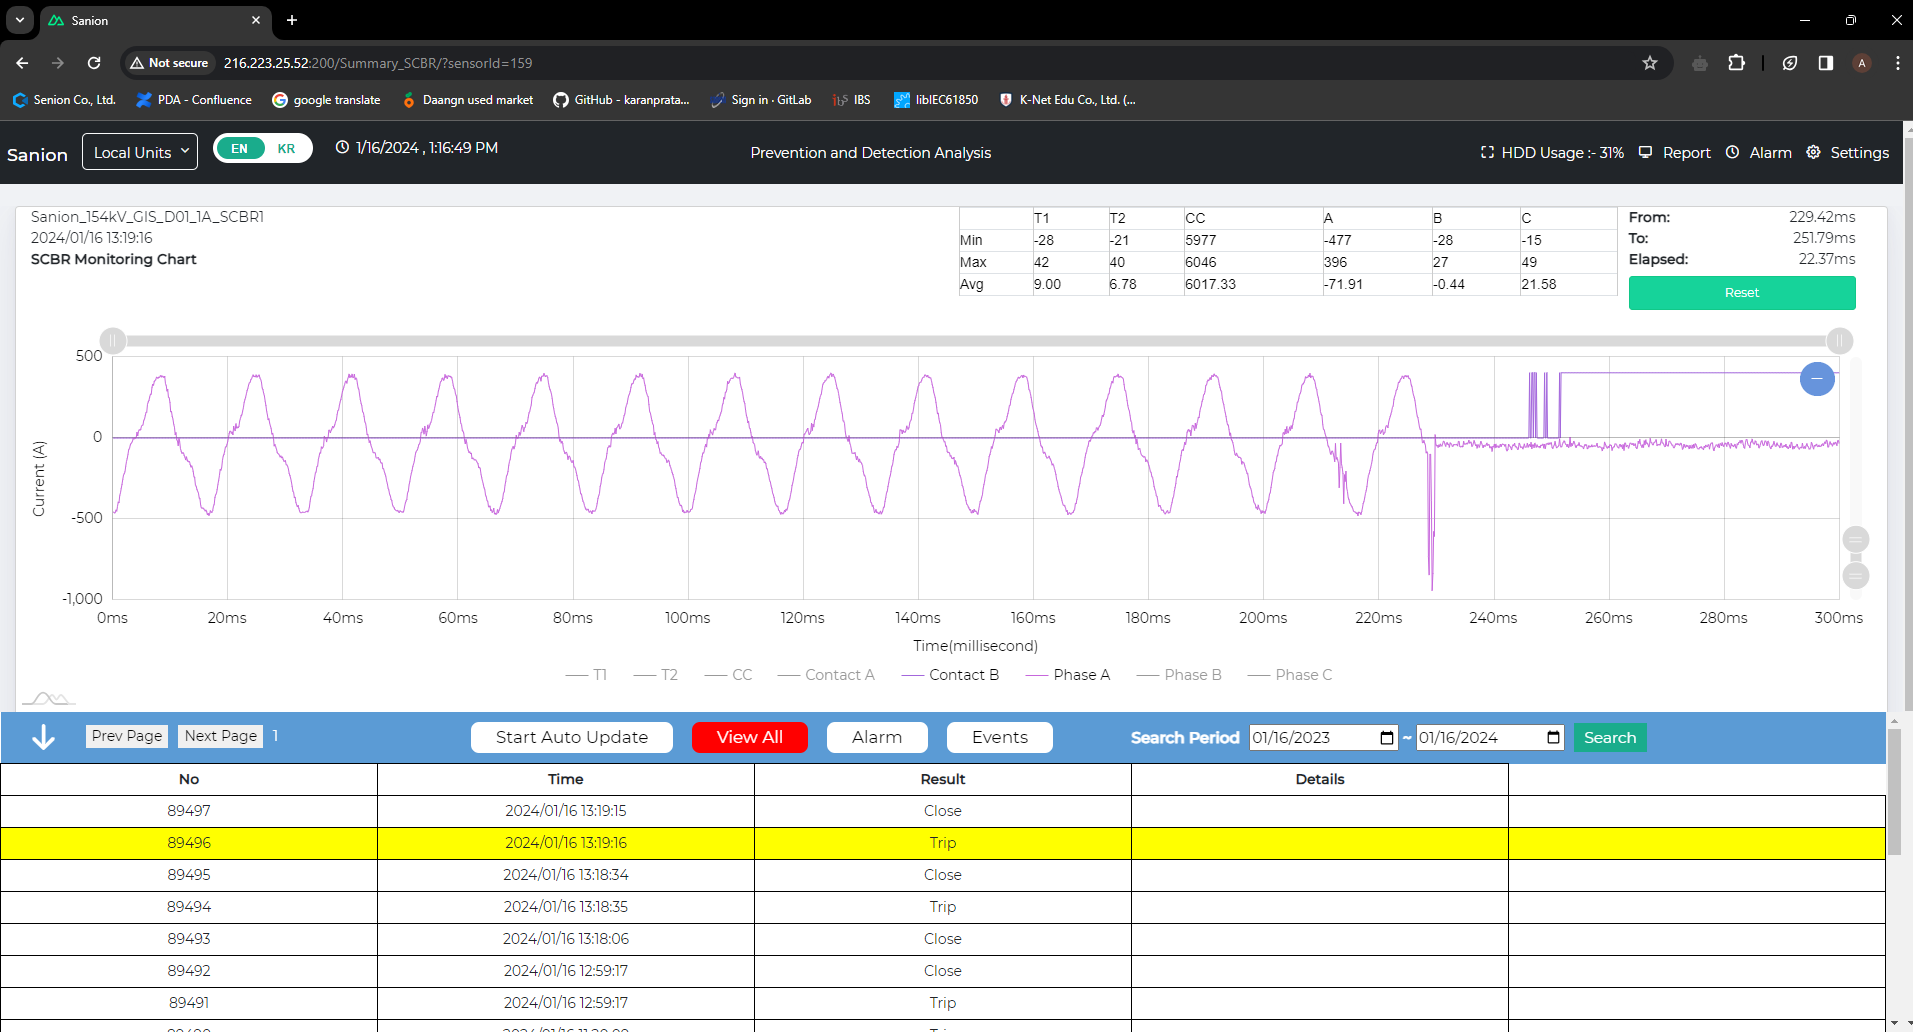 Sanion
Not secure 216.223.25.52:200/Summary_SCBR/?sensorId=159
A
Senion Co., Ltd. PDA - Confluence google translate Daangn used market GitHub - karanprata... Sign in · GitLab IBS libIEC61850 K-Net Edu Co., Ltd. (...
Sanion Local Units EN KR 1/16/2024 , 1:16:49 PM Prevention and Detection Analysis HDD Usage :- 31% Report Alarm Settings
Sanion_154kV_GIS_D01_1A_SCBR1
2024/01/16 13:19:16
SCBR Monitoring Chart
T1 T2 CC A B C
Min -28 -21 5977 -477 -28 -15
Max 42 40 6046 396 27 49
Avg 9.00 6.78 6017.33 -71.91 -0.44 21.58
From: 229.42ms
To: 251.79ms
Elapsed: 22.37ms
Reset
500
0
-500
-1,000
Current (A)
0ms 20ms 40ms 60ms 80ms 100ms 120ms 140ms 160ms 180ms 200ms 220ms 240ms 260ms 280ms 300ms
Time(millisecond)
T1 T2 CC Contact A Contact B Phase A Phase B Phase C
Prev Page Next Page 1 Start Auto Update View All Alarm Events Search Period 01/16/2023 ~ 01/16/2024 Search
No Time Result Details
89497 2024/01/16 13:19:15 Close
89496 2024/01/16 13:19:16 Trip
89495 2024/01/16 13:18:34 Close
89494 2024/01/16 13:18:35 Trip
89493 2024/01/16 13:18:06 Close
89492 2024/01/16 12:59:17 Close
89491 2024/01/16 12:59:17 Trip